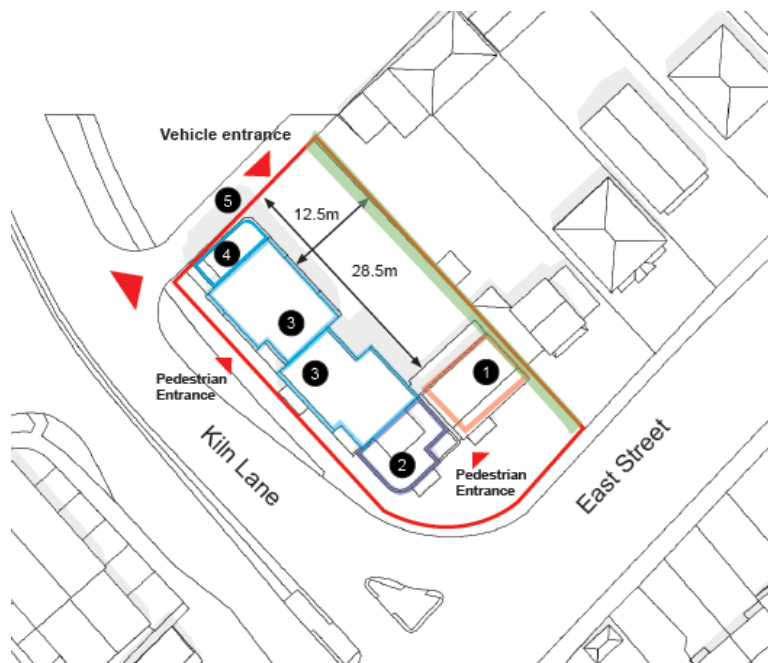 Vehicle entrance
5
12.5m
4
28.5m
3
3
1
Pedestrian
Entrance
Kiln Lane
2
Pedestrian
Entrance
East Street